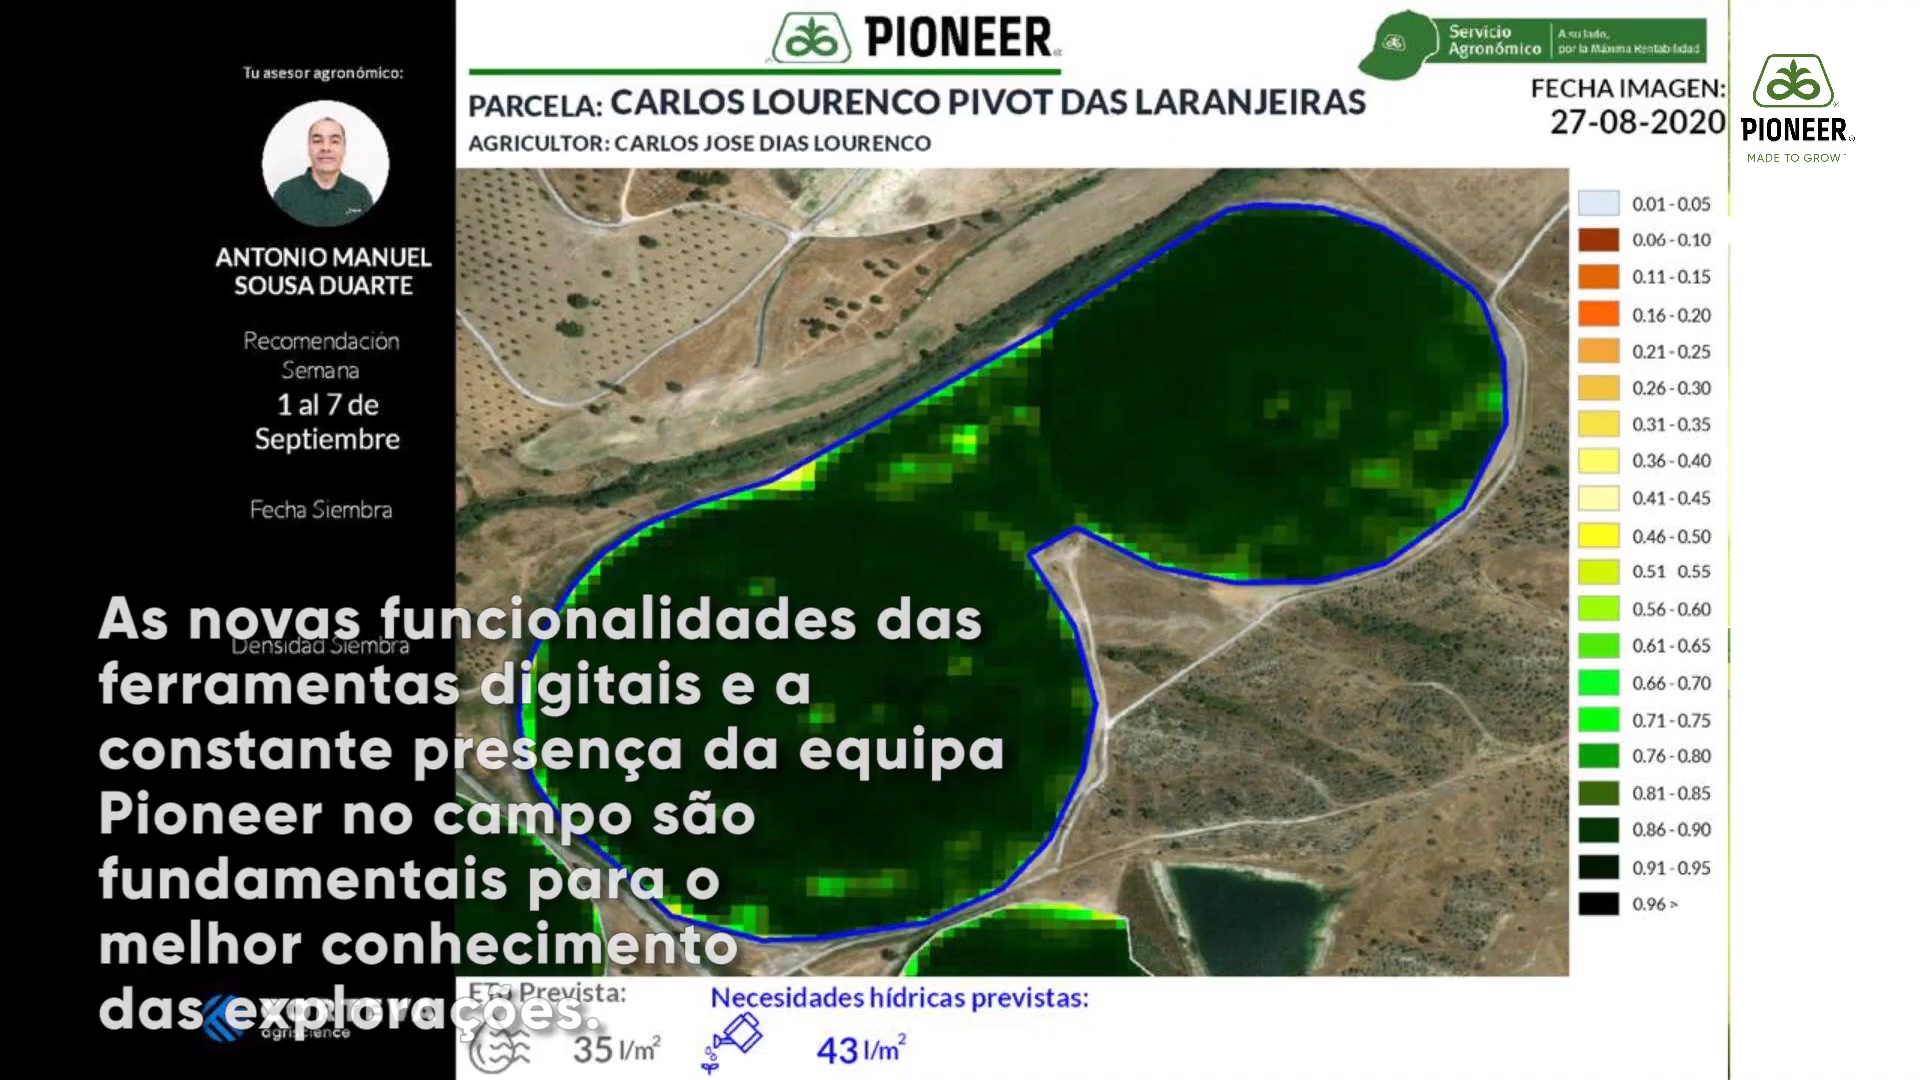 Tu asesor agronómico:
ANTONIO MANUEL
SOUSA DUARTE
Recomendación
Semana
1 al 7 de
Septiembre
Fecha Siembra
Densidad Siembra
PIONEER
Servicio
Agronómico
A su lado,
por la Máxima Rentabilidad
PARCELA: CARLOS LOURENCO PIVOT DAS LARANJEIRAS
AGRICULTOR: CARLOS JOSE DIAS LOURENCO
FECHA IMAGEN:
27-08-2020
PIONEER
MADE TO GROW
0.01 - 0.05
0.06 - 0.10
0.11 - 0.15
0.16 - 0.20
0.21 - 0.25
0.26 - 0.30
0.31 - 0.35
0.36 - 0.40
0.41 - 0.45
0.46 - 0.50
0.51 0.55
0.56 - 0.60
0.61 - 0.65
0.66 - 0.70
0.71 - 0.75
0.76 - 0.80
0.81 - 0.85
0.86 - 0.90
0.91 - 0.95
0.96 >
As novas funcionalidades das
ferramentas digitais e a
constante presença da equipa
Pioneer no campo são
fundamentais para o
melhor conhecimento
das explorações.
agriscience
Prevista:
35 l/m²
Necesidades hídricas previstas:
43 l/m²